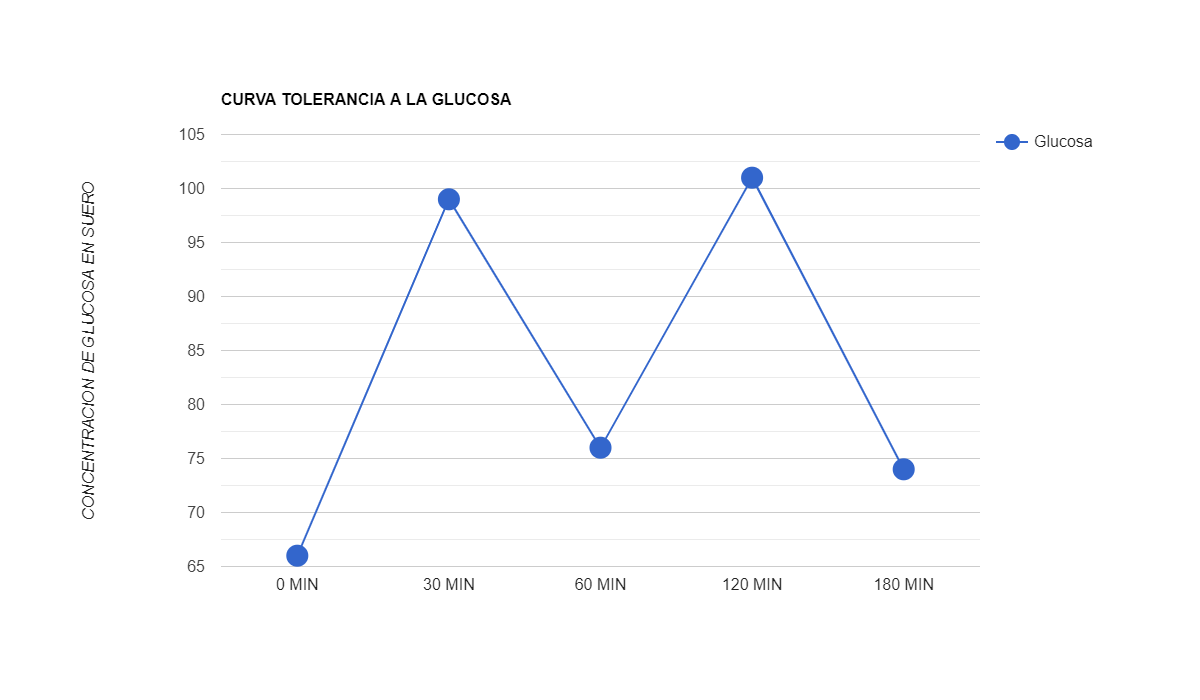 CURVA TOLERANCIA A LA GLUCOSA
Glucosa
CONCENTRACION DE GLUCOSA EN SUERO
105
100
95
90
85
80
75
70
65
0 MIN
30 MIN
60 MIN
120 MIN
180 MIN